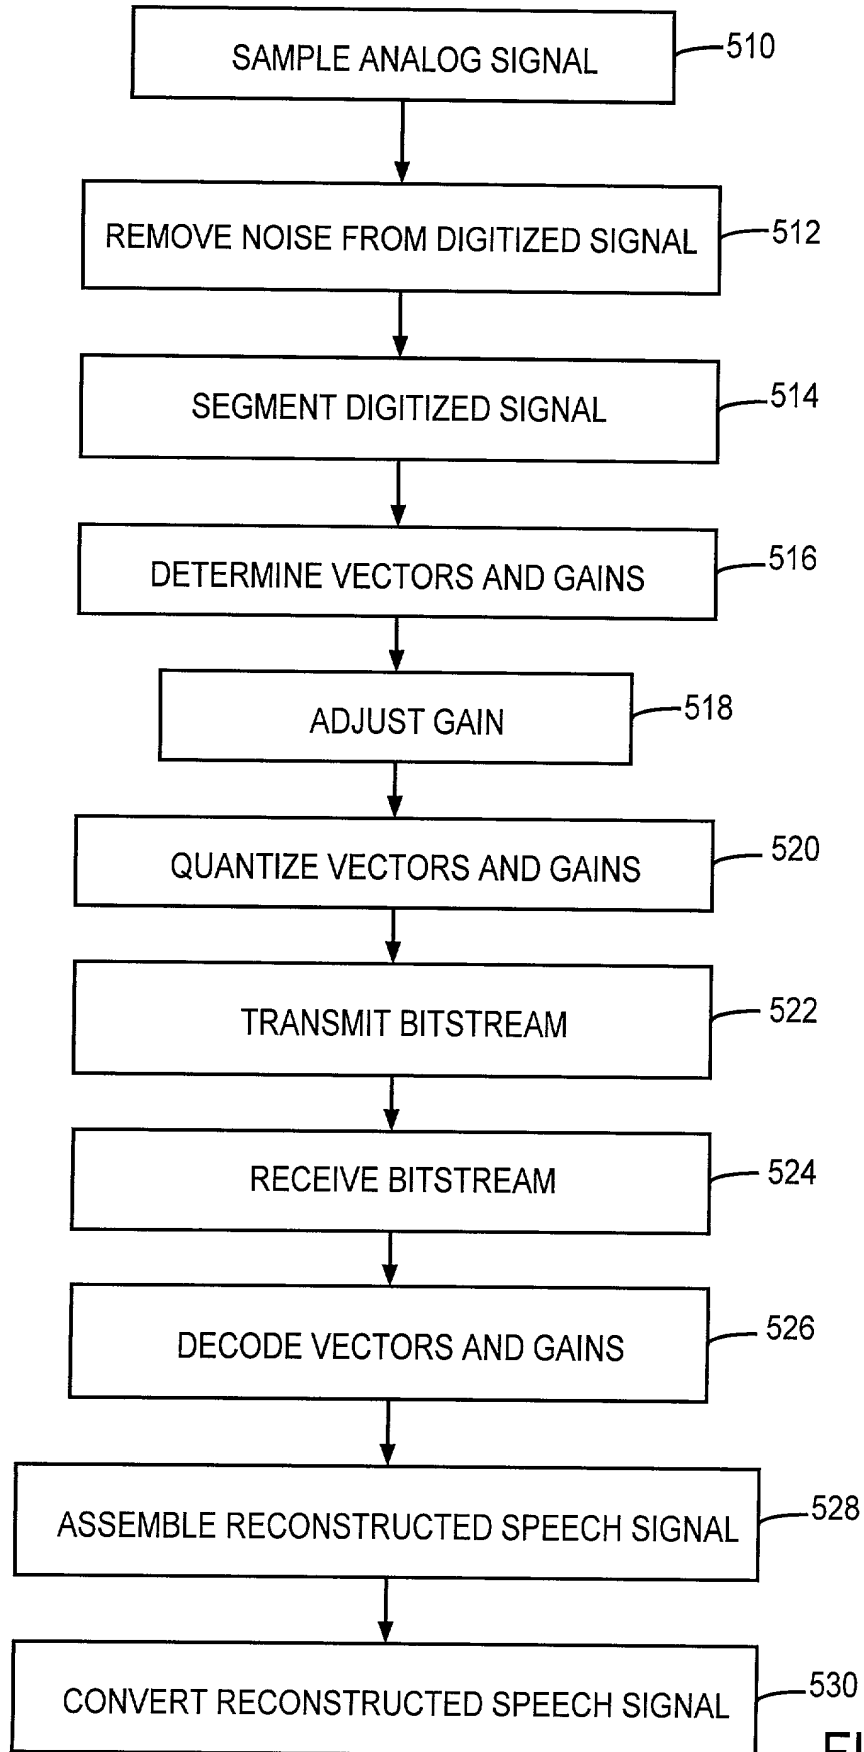 SAMPLE ANALOG SIGNAL
510
REMOVE NOISE FROM DIGITIZED SIGNAL
512
SEGMENT DIGITIZED SIGNAL
514
DETERMINE VECTORS AND GAINS
516
ADJUST GAIN
518
QUANTIZE VECTORS AND GAINS
520
TRANSMIT BITSTREAM
522
RECEIVE BITSTREAM
524
DECODE VECTORS AND GAINS
526
ASSEMBLE RECONSTRUCTED SPEECH SIGNAL
528
CONVERT RECONSTRUCTED SPEECH SIGNAL
530